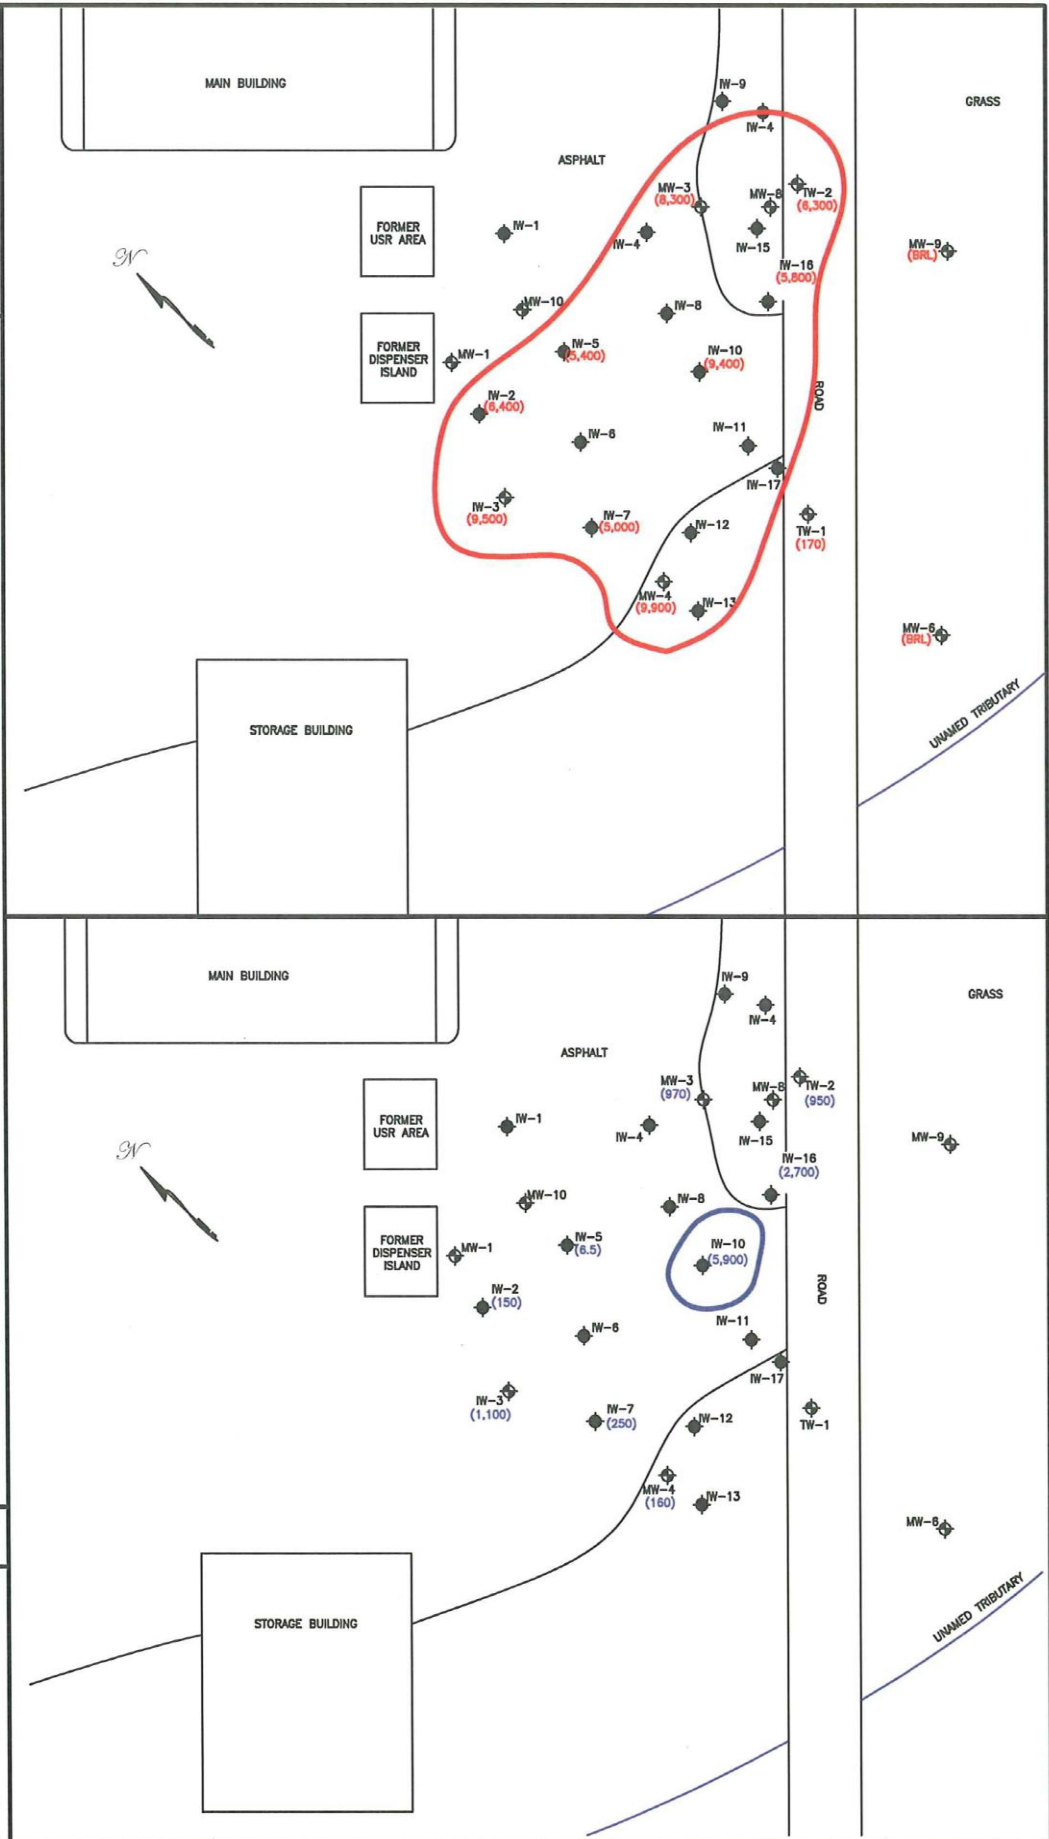 MAIN BUILDING
IW-9
GRASS
IW-4
ASPHALT
MW-3
(8,300)
MW-8
TW-2
(6,300)
FORMER
USR AREA
IW-1
IW-4
IW-15
MW-9
(BRL)
N
IW-16
(5,800)
MW-10
IW-8
FORMER
DISPENSER
ISLAND
MW-1
IW-5
(5,400)
IW-10
(9,400)
IW-2
(6,400)
ROAD
IW-6
IW-11
IW-17
IW-3
(9,500)
IW-7
(5,000)
IW-12
TW-1
(170)
MW-4
(9,900)
IW-13
MW-6
(BRL)
UNAMED TRIBUTARY
STORAGE BUILDING
MAIN BUILDING
IW-9
GRASS
IW-4
ASPHALT
MW-3
(970)
MW-8
TW-2
(950)
FORMER
USR AREA
IW-1
IW-4
IW-15
MW-9
N
IW-16
(2,700)
MW-10
IW-8
FORMER
DISPENSER
ISLAND
MW-1
IW-5
(6.5)
IW-10
(5,900)
IW-2
(150)
ROAD
IW-6
IW-11
IW-17
IW-3
(1,100)
IW-7
(250)
IW-12
TW-1
MW-4
(160)
IW-13
MW-6
UNAMED TRIBUTARY
STORAGE BUILDING